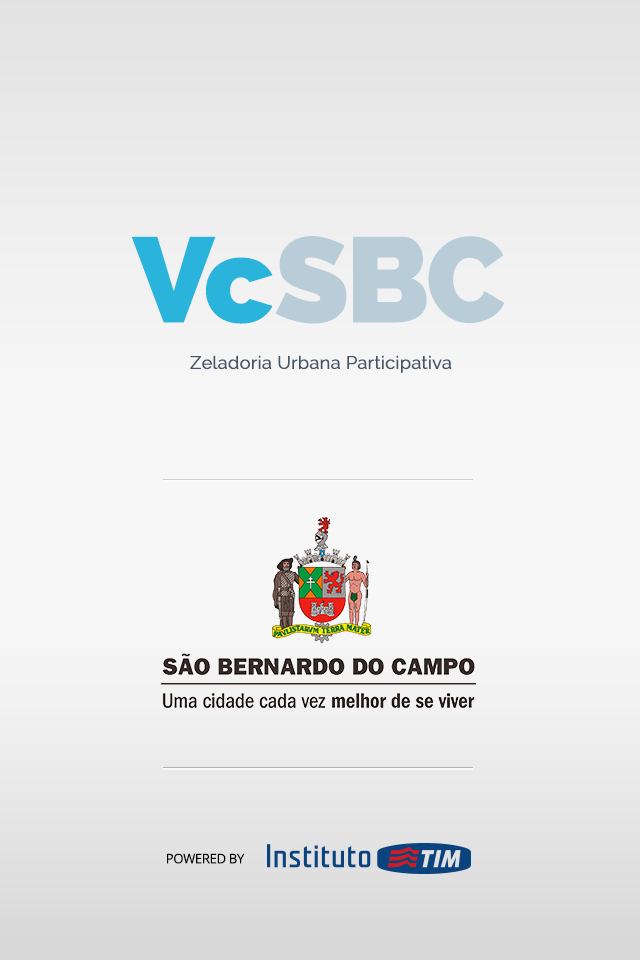 VcSBC
Zeladoria Urbana Participativa
PAVLISTARVM TERRA MATER
SÃO BERNARDO DO CAMPO
Uma cidade cada vez melhor de se viver
POWERED BY Instituto TIM